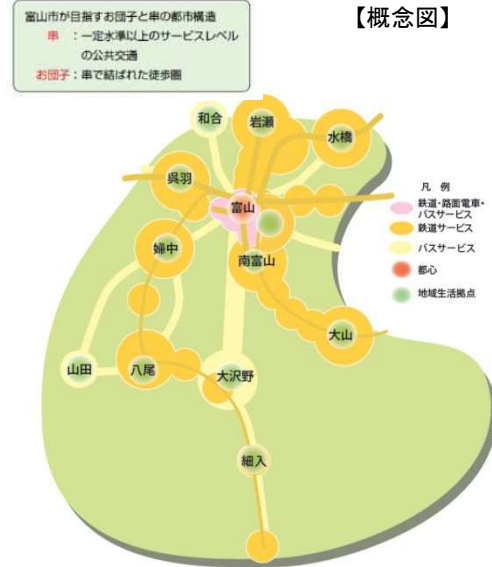 富山市が目指すお団子と串の都市構造
串　：一定水準以上のサービスレベル
の公共交通
お団子：串で結ばれた徒歩圏
【概念図】
和合
岩瀬
水橋
呉羽
富山
婦中
南富山
大山
山田
八尾
大沢野
細入
凡　例
鉄道・路面電車・
バスサービス
鉄道サービス
バスサービス
都心
地域生活拠点